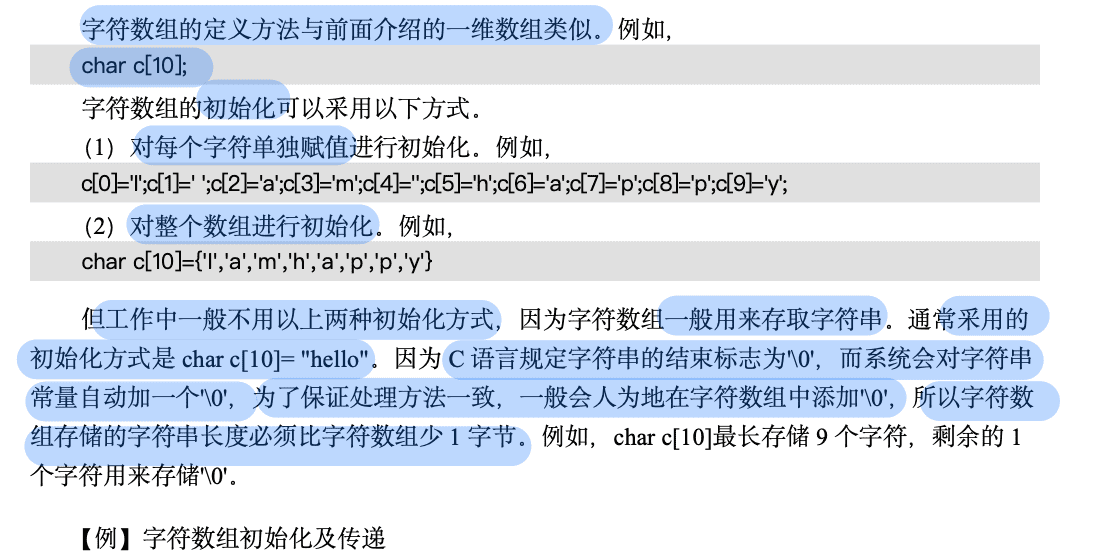 字符数组的定义方法与前面介绍的一维数组类似。例如，
char c[10];
字符数组的初始化可以采用以下方式。
（1）对每个字符单独赋值进行初始化。例如，
c[0]='I';c[1]=' ';c[2]='a';c[3]='m';c[4]='';c[5]='h';c[6]='a';c[7]='p';c[8]='p';c[9]='y';
（2）对整个数组进行初始化。例如，
char c[10]={'I','a','m','h','a','p','p','y'}
但工作中一般不用以上两种初始化方式，因为字符数组一般用来存取字符串。通常采用的
初始化方式是 char c[10]= "hello"。因为 C 语言规定字符串的结束标志为'\0'，而系统会对字符串
常量自动加一个'\0'，为了保证处理方法一致，一般会人为地在字符数组中添加'\0'，所以字符数
组存储的字符串长度必须比字符数组少 1 字节。例如，char c[10]最长存储 9 个字符，剩余的 1
个字符用来存储'\0'。
【例】字符数组初始化及传递